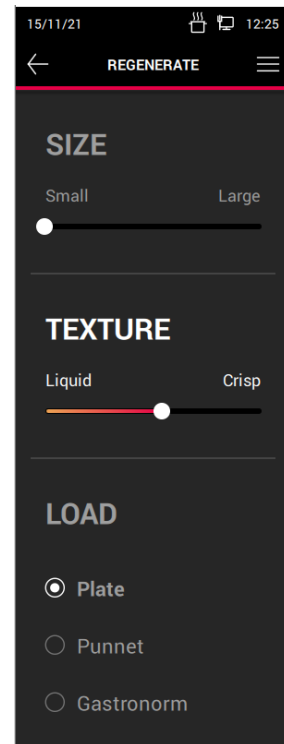 15/11/21 12:25
REGENERATE
SIZE
Small Large
TEXTURE
Liquid Crisp
LOAD
Plate
Punnet
Gastronorm